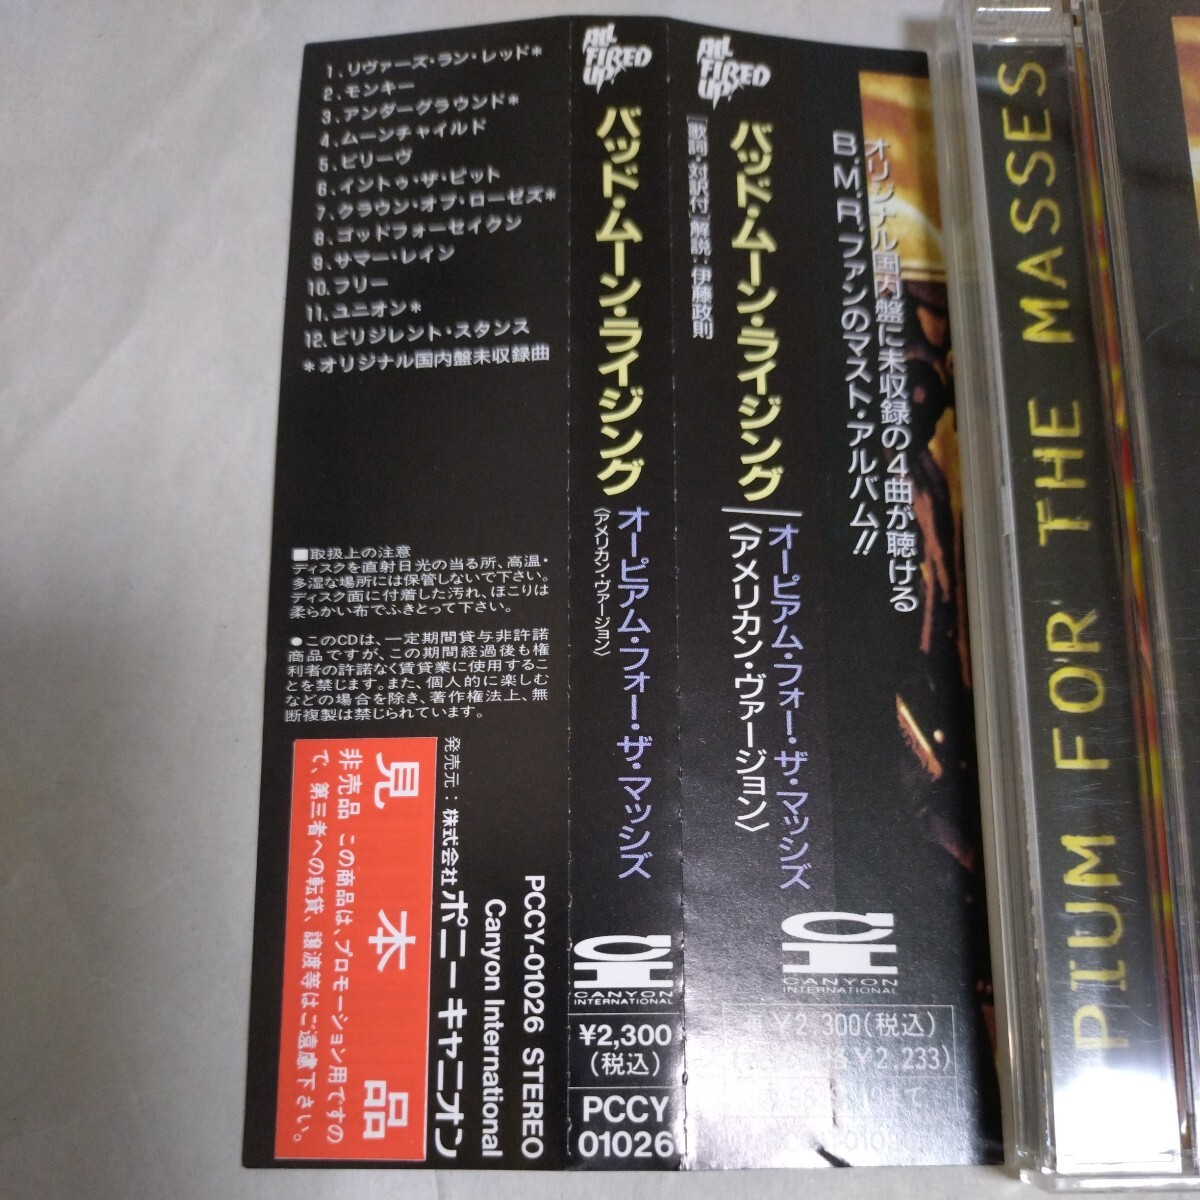 1. リヴァーズ・ラン・レッド*
2. モンキー
3. アンダーグラウンド*
4. ムーンチャイルド
5. ビリーヴ
6. イントゥ・ザ・ピット
7. クラウン・オブ・ローゼズ*
8. ゴッドフォーセイクン
9. サマー・レイン
10. フリー
11. ユニオン*
12. ビリジレント・スタンス
*オリジナル国内盤未収録曲
■取扱上の注意
ディスクを直射日光の当る所、高温・
多湿な場所には保管しないで下さい。
ディスク面に付着した汚れ、ほこりは
柔らかい布でふきとって下さい。
●このCDは、一定期間貸与非許諾
商品ですが、この期間経過後も権
利者の許諾なく賃貸業に使用するこ
とを禁じます。また、個人的に楽しむ
などの場合を除き、著作権法上、無
断複製は禁じられています。
見本品
非売品 この商品は、プロモーション用ですの
で、第三者への転貸、譲渡等はご遠慮下さい。
発売元：株式会社ポニーキャニオン
Canyon International
PCCY-01026 STEREO
ALL FIRED UP
バッド・ムーン・ライジング
オーピアム・フォー・ザ・マッシズ
〈アメリカン・ヴァージョン〉
CANYON
INTERNATIONAL
¥2,300
(税込)
PCCY
01026
ALL FIRED UP
[歌詞・対訳付] 解説：伊藤政則
バッド・ムーン・ライジング
オーピアム・フォー・ザ・マッシズ
〈アメリカン・ヴァージョン〉
オリジナル国内盤に未収録の4曲が聴ける
B.M.R.ファンのマスト・アルバム!!
CANYON
INTERNATIONAL
¥2,300(税込)
¥2,233)
PIUM FOR THE MASSES